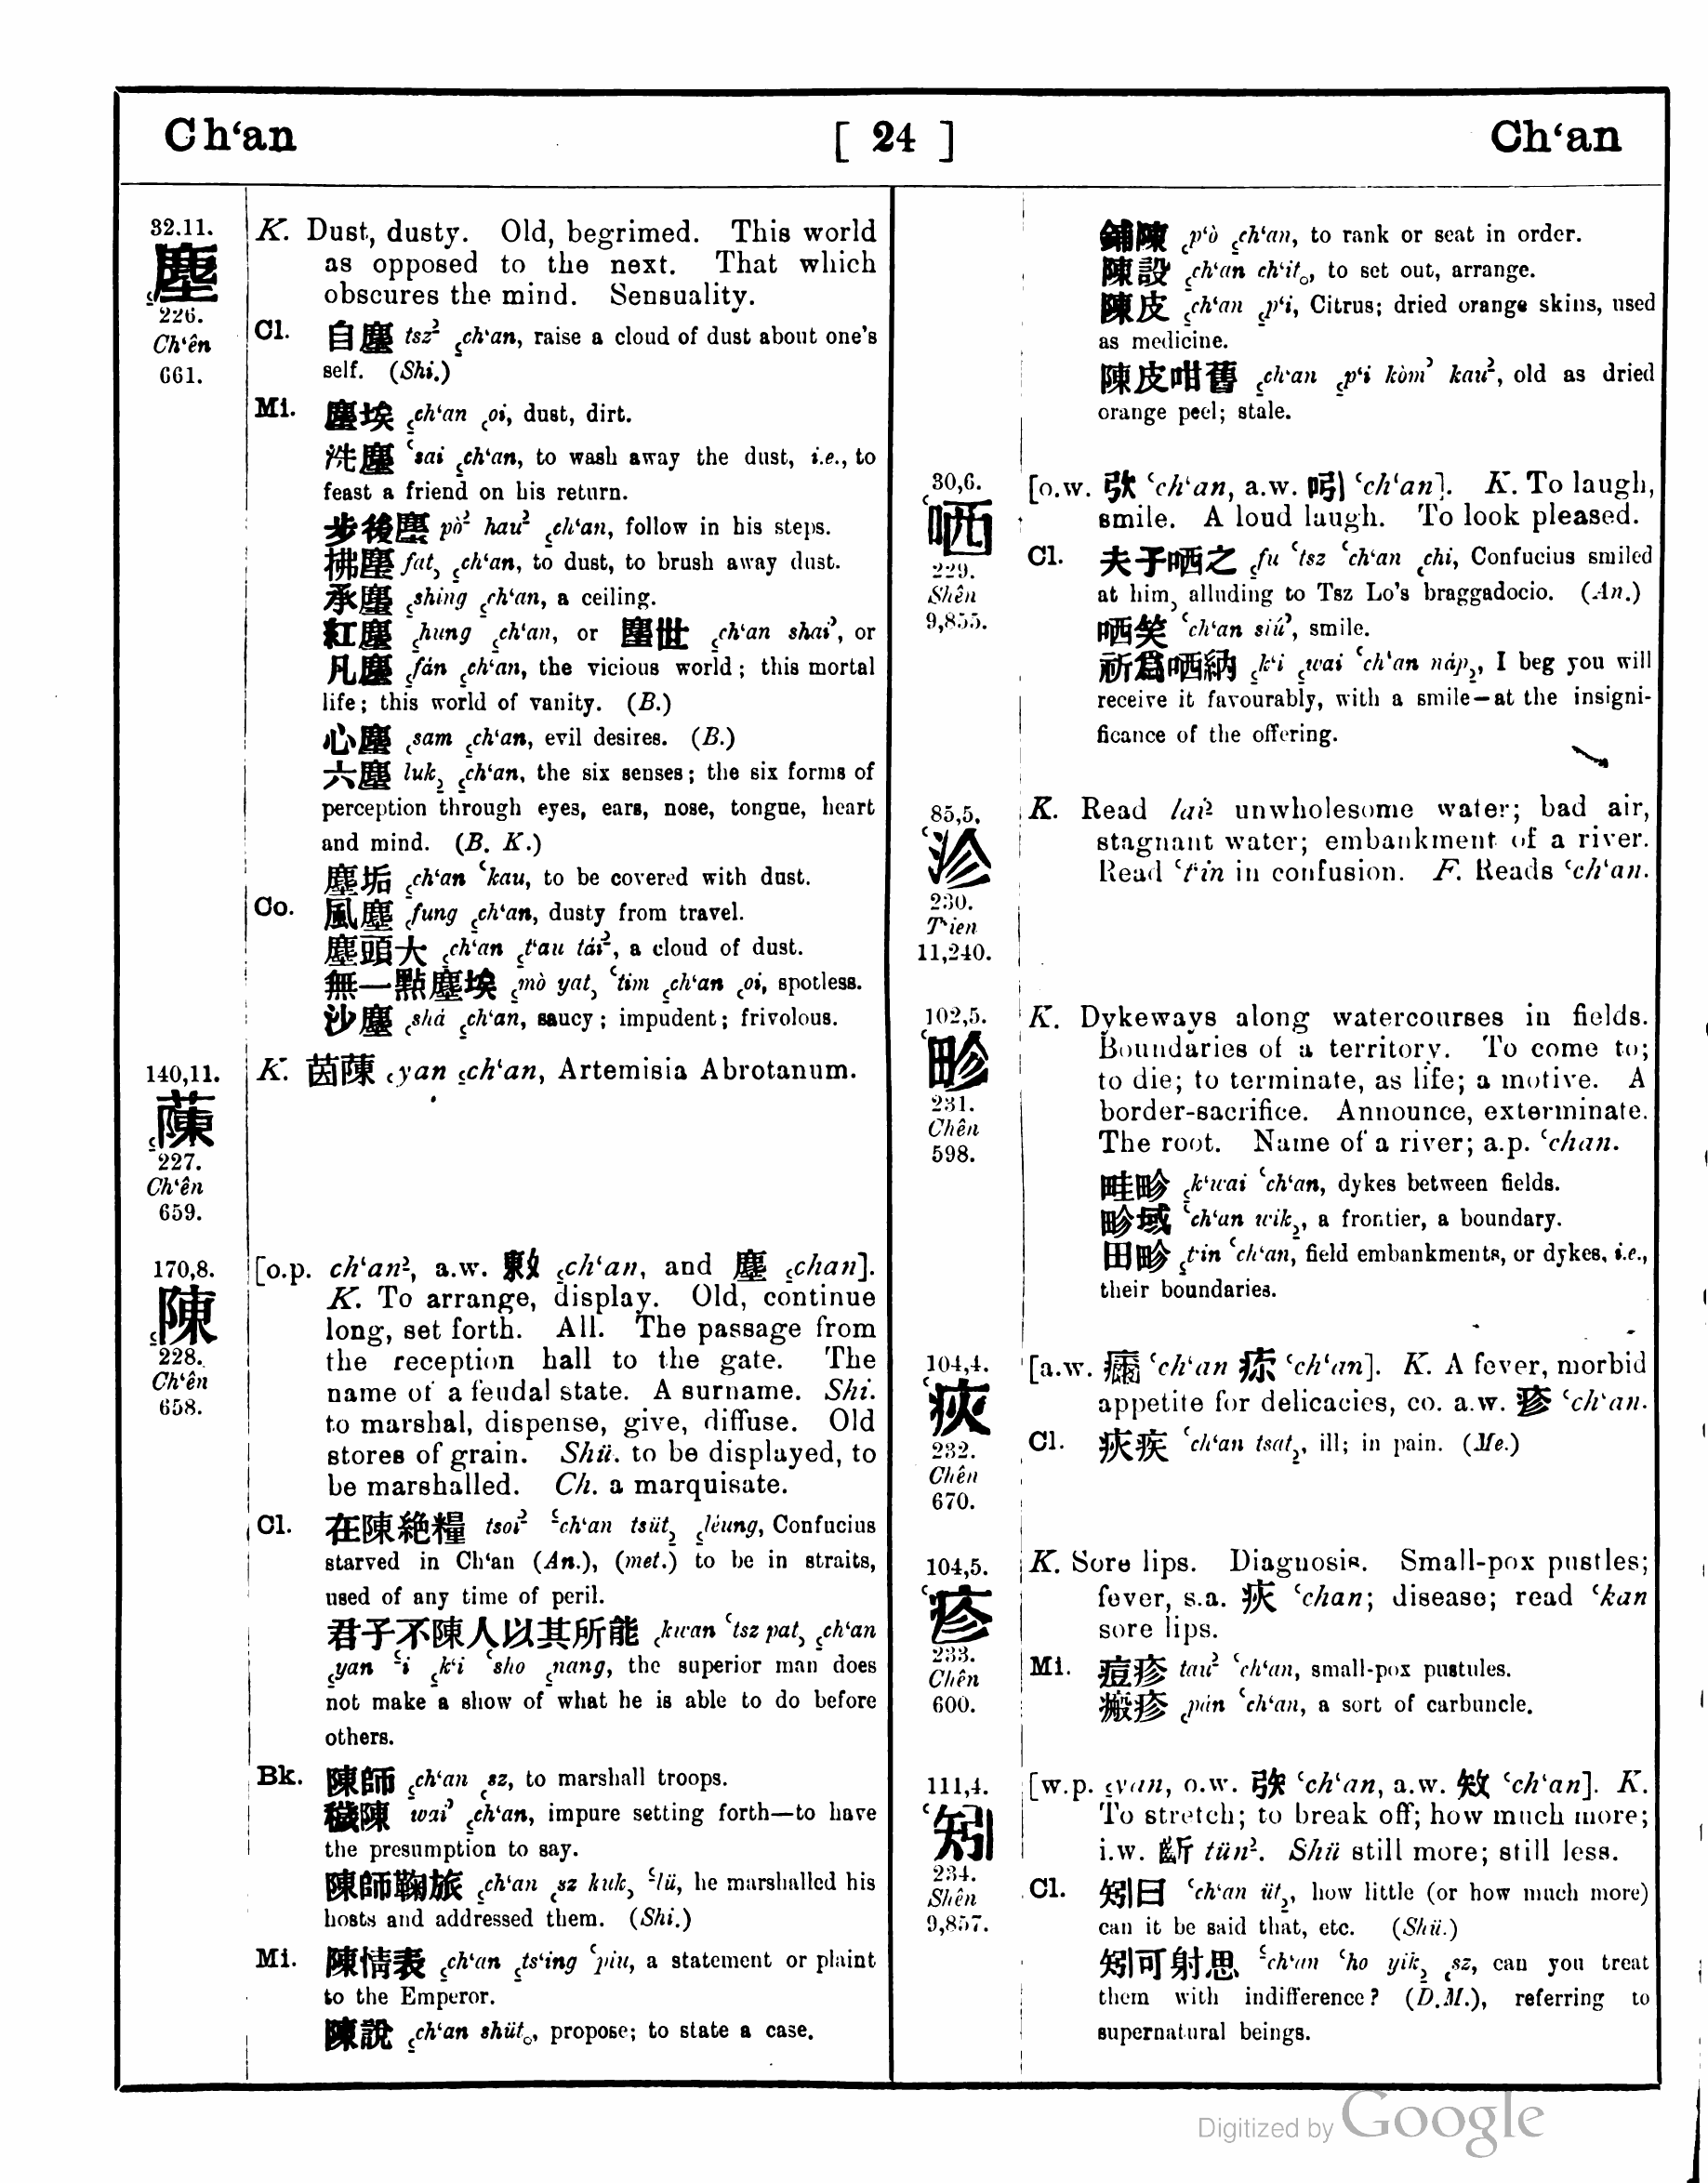 Ch‘an [ 24 ] Ch‘an
32.11.
塵
226.
Ch‘ên
661.
K. Dust, dusty. Old, begrimed. This world
as opposed to the next. That which
obscures the mind. Sensuality.
Cl. 自塵 tsz² ꜁ch‘an, raise a cloud of dust about one's
self. (Shi.)
Mi. 塵埃 ꜁ch‘an ꜀oi, dust, dirt.
洗塵 ꜂sai ꜁ch‘an, to wash away the dust, i.e., to
feast a friend on his return.
步後塵 pò² hau² ꜁ch‘an, follow in his steps.
拂塵 fat, ꜁ch‘an, to dust, to brush away dust.
承塵 ꜁shing ꜁ch‘an, a ceiling.
紅塵 ꜁hung ꜁ch‘an, or 塵世 ꜁ch‘an shai꜄, or
凡塵 ꜁fán ꜁ch‘an, the vicious world; this mortal
life; this world of vanity. (B.)
心塵 ꜀sam ꜁ch‘an, evil desires. (B.)
六塵 luk꜇ ꜁ch‘an, the six senses; the six forms of
perception through eyes, ears, nose, tongue, heart
and mind. (B. K.)
塵垢 ꜁ch‘an ꜂kau, to be covered with dust.
Co. 風塵 ꜀fung ꜁ch‘an, dusty from travel.
塵頭大 ꜁ch‘an ꜁t‘au tái², a cloud of dust.
無一點塵埃 ꜁mò yat, ꜂tim ꜁ch‘an ꜀oi, spotless.
沙塵 ꜀shá ꜁ch‘an, saucy; impudent; frivolous.
140,11.
蔯
227.
Ch‘ên
659.
K. 茵蔯 ꜀yan ꜁ch‘an, Artemisia Abrotanum.
170,8.
陳
228.
Ch‘ên
658.
[o.p. ch‘an², a.w. 敶 ꜁ch‘an, and 塵 ꜁chan].
K. To arrange, display. Old, continue
long, set forth. All. The passage from
the reception hall to the gate. The
name of a feudal state. A surname. Shi.
to marshal, dispense, give, diffuse. Old
stores of grain. Shü. to be displayed, to
be marshalled. Ch. a marquisate.
Cl. 在陳絶糧 tsoi² ꜁ch‘an tsüt꜇ ꜁léung, Confucius
starved in Ch‘an (An.), (met.) to be in straits,
used of any time of peril.
君子不陳人以其所能 ꜀kwan ꜂tsz pat, ꜁ch‘an
꜁yan ꜃i ꜁k‘i ꜂sho ꜁nang, the superior man does
not make a show of what he is able to do before
others.
Bk. 陳師 ꜁ch‘an ꜀sz, to marshall troops.
穢陳 wai꜄ ꜁ch‘an, impure setting forth—to have
the presumption to say.
陳師鞠旅 ꜁ch‘an ꜀sz kuk, ꜃lü, he marshalled his
hosts and addressed them. (Shi.)
Mi. 陳情表 ꜁ch‘an ꜁ts‘ing ꜂piu, a statement or plaint
to the Emperor.
陳說 ꜁ch‘an shüt꜀, propose; to state a case.
鋪陳 ꜀p‘ò ꜁ch‘an, to rank or seat in order.
陳設 ꜁ch‘an ch‘it꜀, to set out, arrange.
陳皮 ꜁ch‘an ꜁p‘i, Citrus; dried orange skins, used
as medicine.
陳皮咁舊 ꜁ch‘an ꜁p‘i kòm꜄ kau², old as dried
orange peel; stale.
30,6.
哂
229.
Shên
9,855.
[o.w. 弞 ꜂ch‘an, a.w. 吲 ꜂ch‘an]. K. To laugh,
smile. A loud laugh. To look pleased.
Cl. 夫子哂之 ꜀fu ꜂tsz ꜂ch‘an ꜀chi, Confucius smiled
at him, alluding to Tsz Lo's braggadocio. (An.)
哂笑 ꜂ch‘an siú꜄, smile.
祈爲哂納 ꜁k‘i ꜁wai ꜂ch‘an náp꜇, I beg you will
receive it favourably, with a smile—at the insigni-
ficance of the offering.
85,5.
沴
230.
T‘ien
11,240.
K. Read lai² unwholesome water; bad air,
stagnant water; embankment of a river.
Read ꜂t‘in in confusion. F. Reads ꜂ch‘an.
102,5.
畛
231.
Chên
598.
K. Dykeways along watercourses in fields.
Boundaries of a territory. To come to;
to die; to terminate, as life; a motive. A
border-sacrifice. Announce, exterminate.
The root. Name of a river; a.p. ꜂chan.
畦畛 ꜁k‘wai ꜂ch‘an, dykes between fields.
畛域 ꜂ch‘an wik꜇, a frontier, a boundary.
田畛 ꜁t‘in ꜂ch‘an, field embankments, or dykes, i.e.,
their boundaries.
104,4.
疢
232.
Chên
670.
[a.w. ꜂ch‘an ꜂ch‘an]. K. A fever, morbid
appetite for delicacies, co. a.w. 疹 ꜂ch‘an.
Cl. 疢疾 ꜂ch‘an tsat꜇, ill; in pain. (Me.)
104,5.
疹
233.
Chên
600.
K. Sore lips. Diagnosis. Small-pox pustles;
fever, s.a. 疢 ꜂chan; disease; read ꜂kan
sore lips.
Mi. 痘疹 tau² ꜂ch‘an, small-pox pustules.
瘢疹 ꜀pán ꜂ch‘an, a sort of carbuncle.
111,4.
矧
234.
Shên
9,857.
[w.p. ꜁yan, o.w. ꜂ch‘an, a.w. ꜂ch‘an]. K.
To stretch; to break off; how much more;
i.w. 齗 tün². Shü still more; still less.
Cl. 矧曰 ꜂ch‘an üt꜇, how little (or how much more)
can it be said that, etc. (Shü.)
矧可射思 ꜂ch‘an ꜂ho yik꜇ ꜀sz, can you treat
them with indifference? (D.M.), referring to
supernatural beings.
Digitized by Google